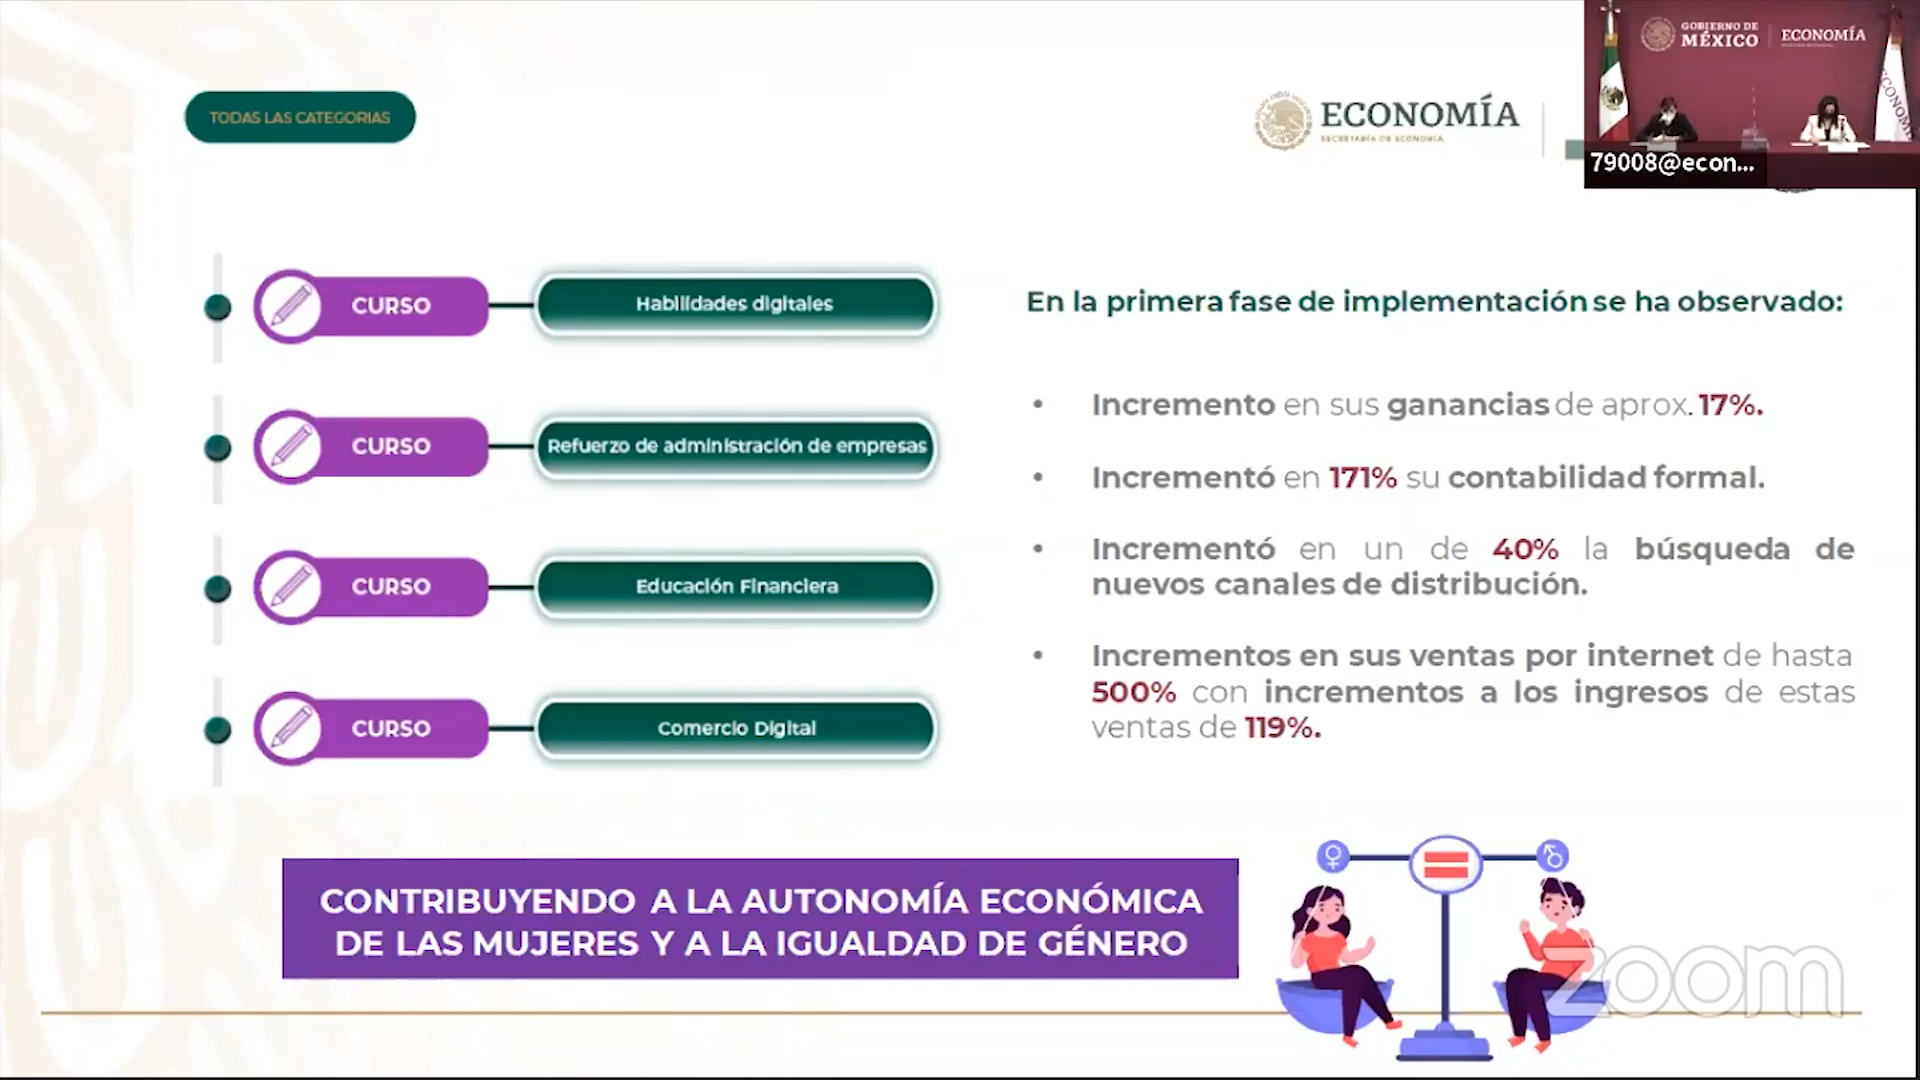 TODAS LAS CATEGORIAS
ECONOMÍA
SECRETARÍA DE ECONOMÍA
GOBIERNO DE
MÉXICO
ECONOMÍA
79008@econ...
CURSO
Habilidades digitales
CURSO
Refuerzo de administración de empresas
CURSO
Educación Financiera
CURSO
Comercio Digital
En la primera fase de implementación se ha observado:
• Incremento en sus ganancias de aprox. 17%.
• Incrementó en 171% su contabilidad formal.
• Incrementó en un de 40% la búsqueda de
nuevos canales de distribución.
• Incrementos en sus ventas por internet de hasta
500% con incrementos a los ingresos de estas
ventas de 119%.
CONTRIBUYENDO A LA AUTONOMÍA ECONÓMICA
DE LAS MUJERES Y A LA IGUALDAD DE GÉNERO
zoom